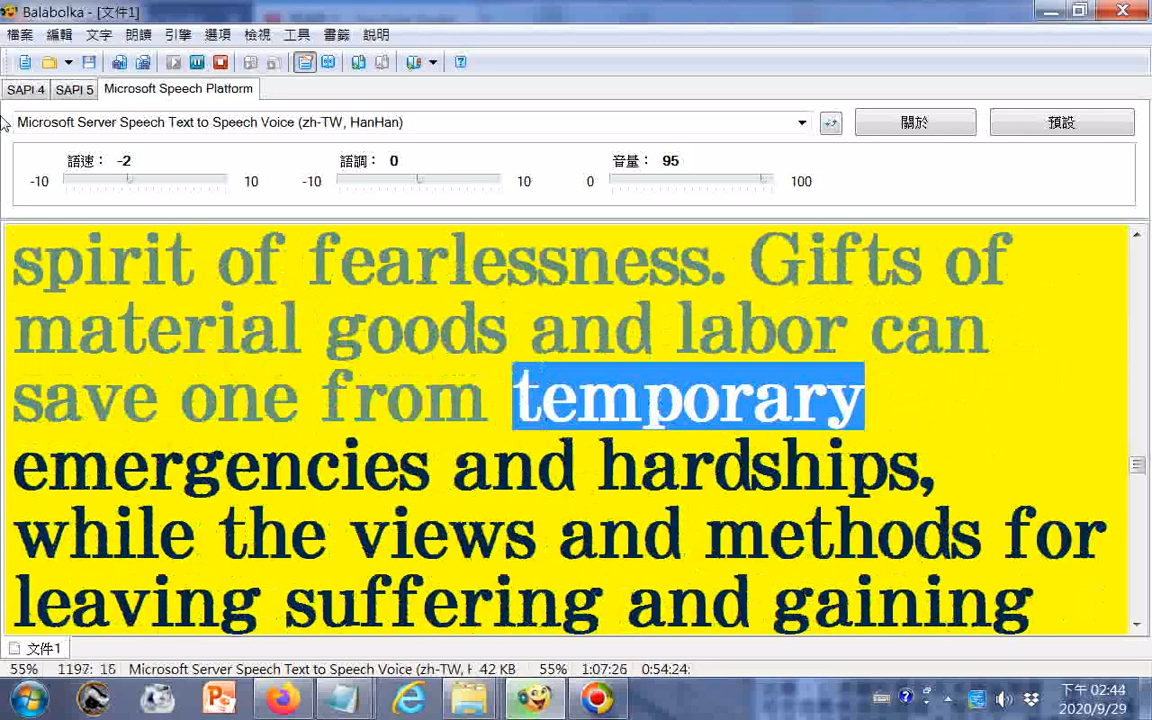 Balabolka - [文件1]
檔案 編輯 文字 朗讀 引擎 選項 檢視 工具 書籤 說明
SAPI 4 SAPI 5 Microsoft Speech Platform
Microsoft Server Speech Text to Speech Voice (zh-TW, HanHan) 關於 預設
語速： -2 語調： 0 音量： 95
-10 10 -10 10 0 100
spirit of fearlessness. Gifts of
material goods and labor can
save one from temporary
emergencies and hardships,
while the views and methods for
leaving suffering and gaining
文件1
55% 1197: 16 Microsoft Server Speech Text to Speech Voice (zh-TW, H 42 KB 55% 1:07:26 0:54:24:
下午 02:44
2020/9/29